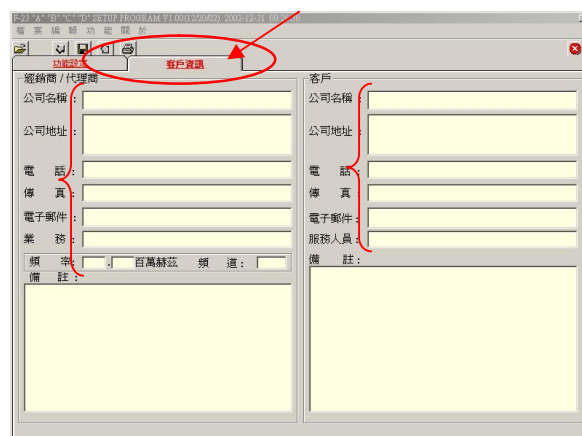 F-23 "A" "B" "C" "D" SETUP PROGRAM V1.00(12/20/02) 2002-12-31
檔案 編輯 功能 關於
功能設定 客戶資訊
經銷商 / 代理商
公司名稱 :
公司地址 :
電 話 :
傳 真 :
電子郵件 :
業 務 :
頻 率: . 百萬赫茲 頻 道 :
備 註 :
客戶
公司名稱 :
公司地址 :
電 話 :
傳 真 :
電子郵件 :
服務人員 :
備 註 :